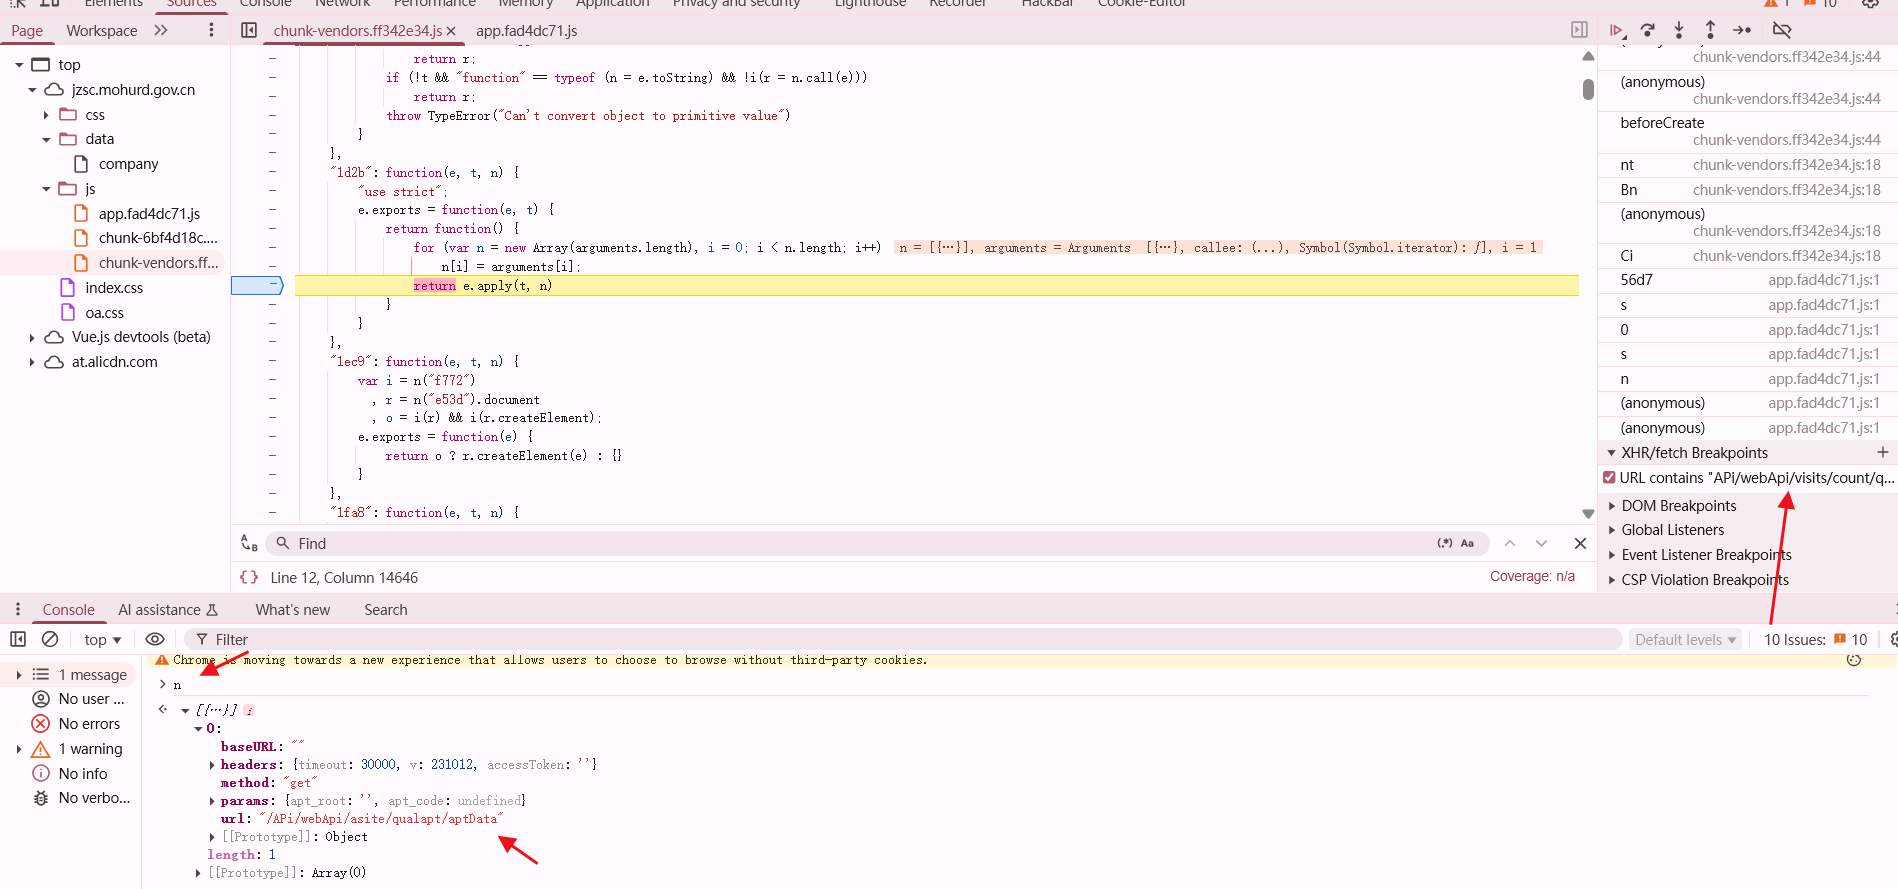 Elements Sources Console Network Performance Memory Application Privacy and security Lighthouse Recorder HackBar Cookie-Editor 1 10
Page Workspace
chunk-vendors.ff342e34.js app.fad4dc71.js
top
jzsc.mohurd.gov.cn
css
data
company
js
app.fad4dc71.js
chunk-6bf4d18c....
chunk-vendors.ff...
index.css
oa.css
Vue.js devtools (beta)
at.alicdn.com
return r;
if (!t && "function" == typeof (n = e.toString) && !i(r = n.call(e)))
return r;
throw TypeError("Can't convert object to primitive value")
}
},
"1d2b": function(e, t, n) {
"use strict";
e.exports = function(e, t) {
return function() {
for (var n = new Array(arguments.length), i = 0; i < n.length; i++) n = [{…}], arguments = Arguments [{…}, callee: (...), Symbol(Symbol.iterator): ƒ], i = 1
n[i] = arguments[i];
return e.apply(t, n)
}
}
},
"1ec9": function(e, t, n) {
var i = n("f772")
, r = n("e53d").document
, o = i(r) && i(r.createElement);
e.exports = function(e) {
return o ? r.createElement(e) : {}
}
},
"1fa8": function(e, t, n) {
Find
(.*) Aa
{} Line 12, Column 14646
Coverage: n/a
chunk-vendors.ff342e34.js:44
(anonymous)
chunk-vendors.ff342e34.js:44
beforeCreate
chunk-vendors.ff342e34.js:44
nt chunk-vendors.ff342e34.js:18
Bn chunk-vendors.ff342e34.js:18
(anonymous)
chunk-vendors.ff342e34.js:18
Ci chunk-vendors.ff342e34.js:18
56d7 app.fad4dc71.js:1
s app.fad4dc71.js:1
0 app.fad4dc71.js:1
s app.fad4dc71.js:1
n app.fad4dc71.js:1
(anonymous) app.fad4dc71.js:1
(anonymous) app.fad4dc71.js:1
XHR/fetch Breakpoints
URL contains "APi/webApi/visits/count/q...
DOM Breakpoints
Global Listeners
Event Listener Breakpoints
CSP Violation Breakpoints
Console AI assistance What's new Search
top Filter Default levels 10 Issues: 10
1 message
No user ...
No errors
1 warning
No info
No verbo...
Chrome is moving towards a new experience that allows users to choose to browse without third-party cookies.
n
[{…}] i
0:
baseURL: ""
headers: {timeout: 30000, v: 231012, accessToken: ''}
method: "get"
params: {apt_root: '', apt_code: undefined}
url: "/APi/webApi/asite/qualapt/aptData"
[[Prototype]]: Object
length: 1
[[Prototype]]: Array(0)